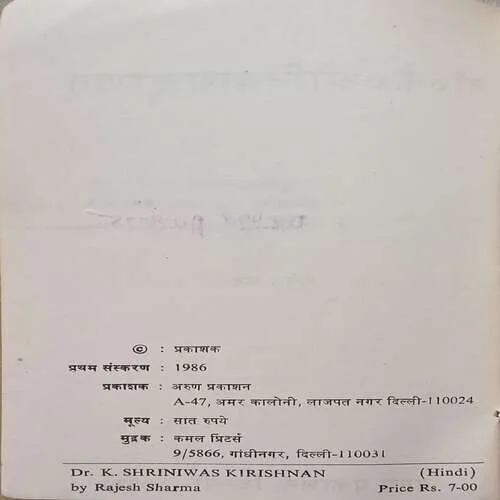 © : प्रकाशक
प्रथम संस्करण : 1986
प्रकाशक : अरुण प्रकाशन
A-47, अमर कालोनी, लाजपत नगर दिल्ली-110024
मूल्य : सात रुपये
मुद्रक : कमल प्रिंटर्स
9/5866, गांधीनगर, दिल्ली-110031
Dr. K. SHRINIWAS KIRISHNAN (Hindi)
by Rajesh Sharma Price Rs. 7-00